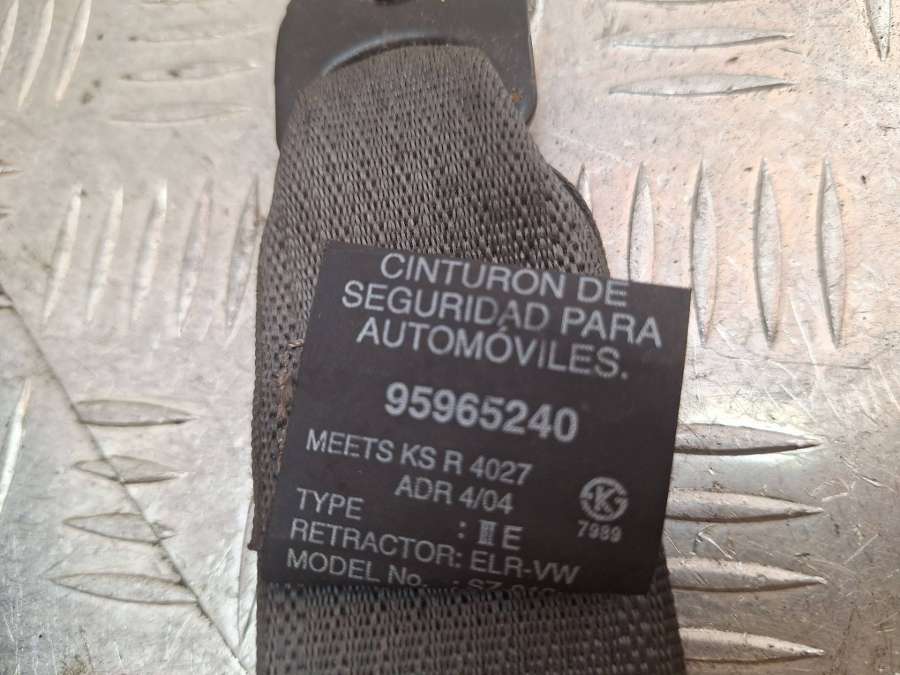 CINTURON DE
SEGURIDAD PARA
AUTOMÓVILES.
95965240
MEETS KS R 4027
ADR 4/04
TYPE : Ⅲ E
7989
RETRACTOR: ELR-VW
MODEL No. :